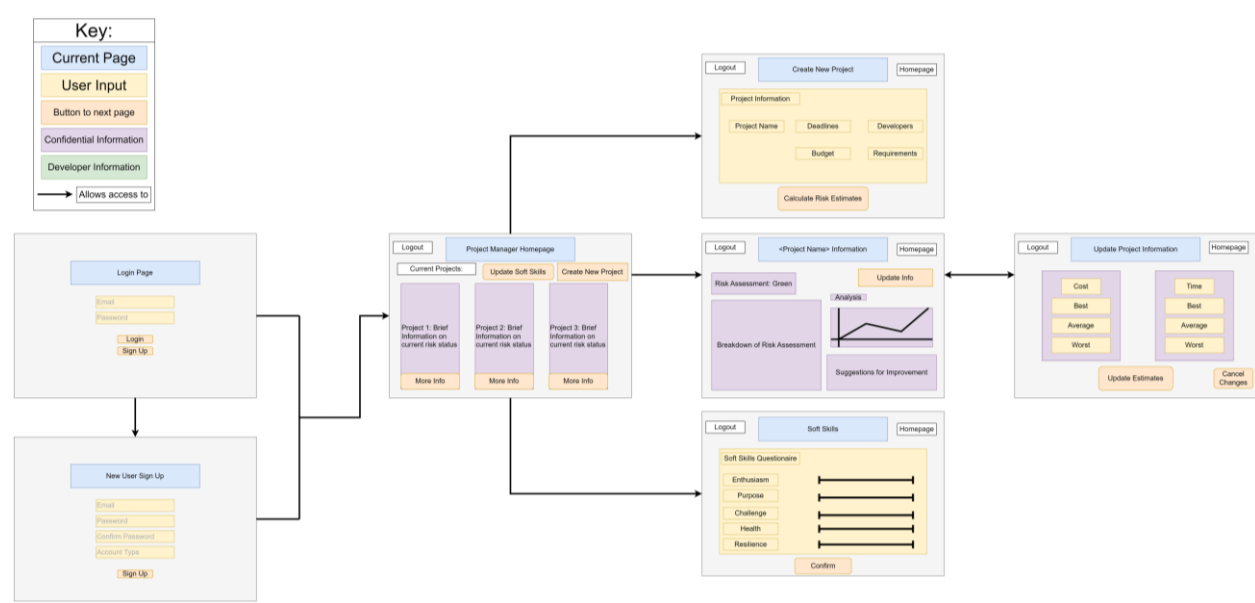 Key:
Current Page
User Input
Button to next page
Confidential Information
Developer Information
Allows access to
Login Page
Email
Password
Login
Sign Up
New User Sign Up
Email
Password
Confirm Password
Account Type
Sign Up
Logout
Project Manager Homepage
Current Projects:
Update Soft Skills
Create New Project
Project 1: Brief
Information on
current risk status
More Info
Project 2: Brief
Information on
current risk status
More Info
Project 3: Brief
Information on
current risk status
More Info
Logout
Create New Project
Homepage
Project Information
Project Name
Deadlines
Developers
Budget
Requirements
Calculate Risk Estimates
Logout
<Project Name> Information
Homepage
Risk Assessment: Green
Update Info
Analysis
Breakdown of Risk Assessment
Suggestions for Improvement
Logout
Soft Skills
Homepage
Soft Skills Questionaire
Enthusiasm
Purpose
Challenge
Health
Resilience
Confirm
Logout
Update Project Information
Homepage
Cost
Best
Average
Worst
Time
Best
Average
Worst
Update Estimates
Cancel
Changes